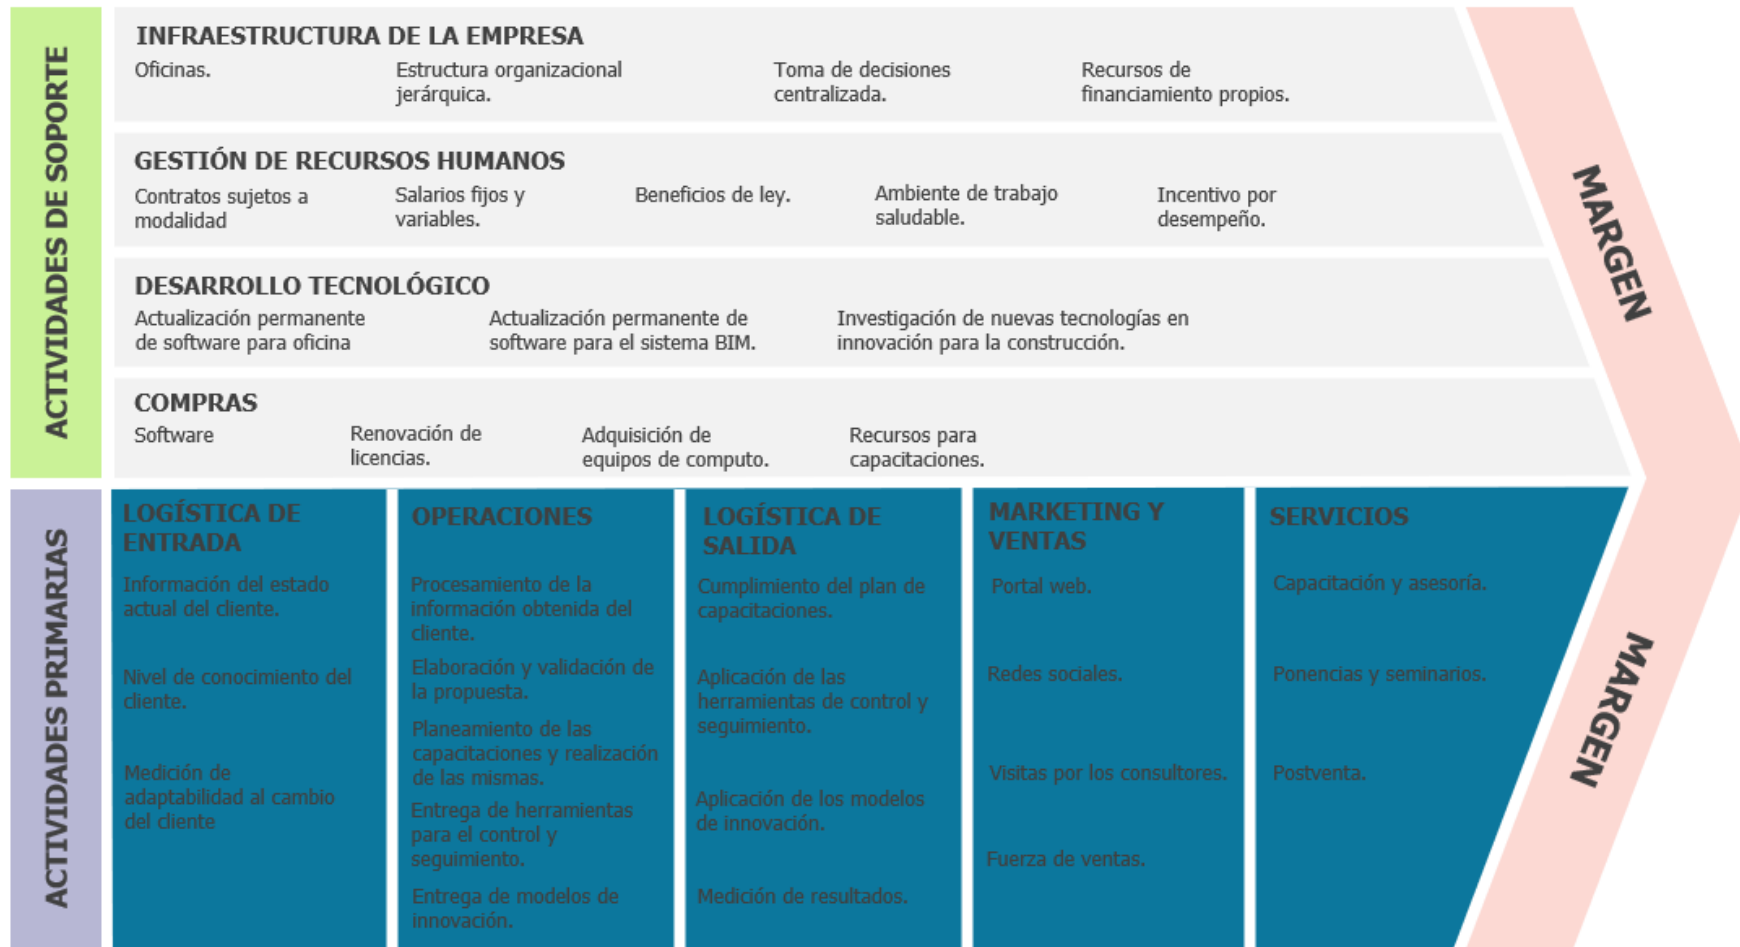 ACTIVIDADES DE SOPORTE
INFRAESTRUCTURA DE LA EMPRESA
Oficinas.
Estructura organizacional
jerárquica.
Toma de decisiones
centralizada.
Recursos de
financiamiento propios.
GESTIÓN DE RECURSOS HUMANOS
Contratos sujetos a
modalidad
Salarios fijos y
variables.
Beneficios de ley.
Ambiente de trabajo
saludable.
Incentivo por
desempeño.
DESARROLLO TECNOLÓGICO
Actualización permanente
de software para oficina
Actualización permanente de
software para el sistema BIM.
Investigación de nuevas tecnologías en
innovación para la construcción.
COMPRAS
Software
Renovación de
licencias.
Adquisición de
equipos de computo.
Recursos para
capacitaciones.
MARGEN
ACTIVIDADES PRIMARIAS
LOGÍSTICA DE
ENTRADA
Información del estado
actual del cliente.
Nivel de conocimiento del
cliente.
Medición de
adaptabilidad al cambio
del cliente
OPERACIONES
Procesamiento de la
información obtenida del
cliente.
Elaboración y validación de
la propuesta.
Planeamiento de las
capacitaciones y realización
de las mismas.
Entrega de herramientas
para el control y
seguimiento.
Entrega de modelos de
innovación.
LOGÍSTICA DE
SALIDA
Cumplimiento del plan de
capacitaciones.
Aplicación de las
herramientas de control y
seguimiento.
Aplicación de los modelos
de innovación.
Medición de resultados.
MARKETING Y
VENTAS
Portal web.
Redes sociales.
Visitas por los consultores.
Fuerza de ventas.
SERVICIOS
Capacitación y asesoría.
Ponencias y seminarios.
Postventa.
MARGEN